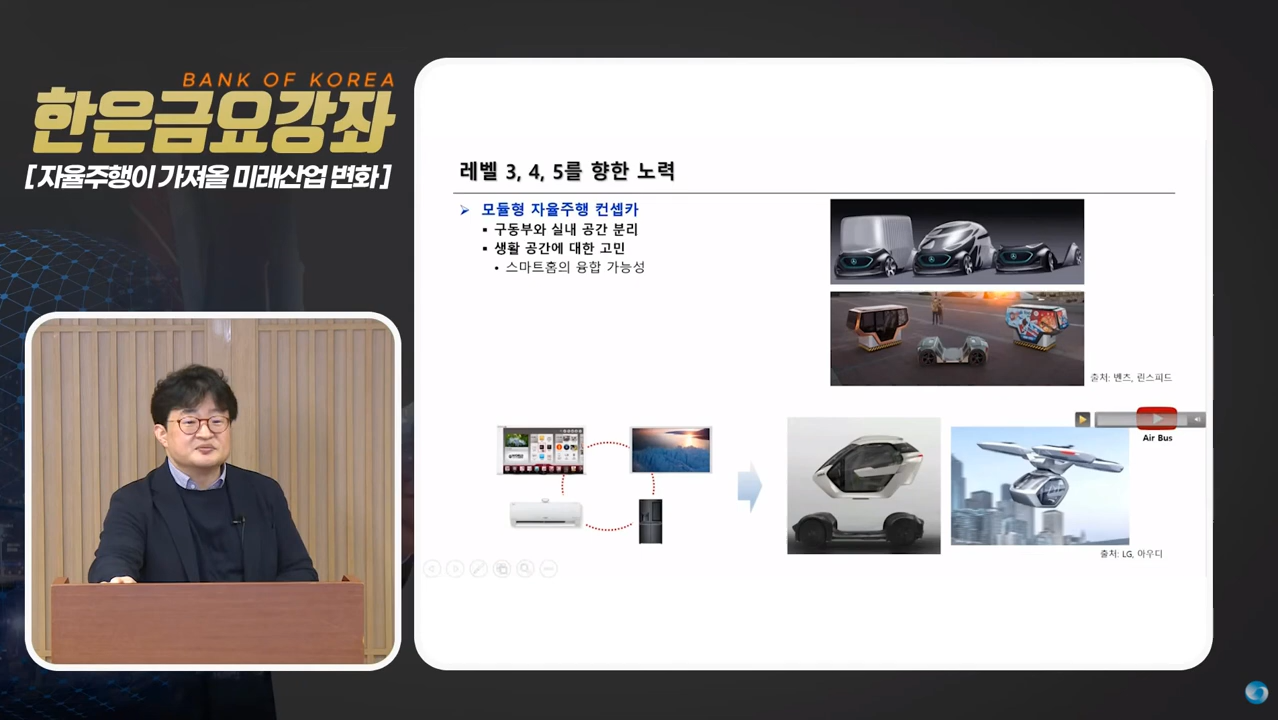 BANK OF KOREA
한은금요강좌
[ 자율주행이 가져올 미래산업 변화 ]
레벨 3, 4, 5를 향한 노력
➢ 모듈형 자율주행 컨셉카
▪ 구동부와 실내 공간 분리
▪ 생활 공간에 대한 고민
• 스마트홈의 융합 가능성
출처: 벤츠, 린스피드
Air Bus
출처: LG, 아우디